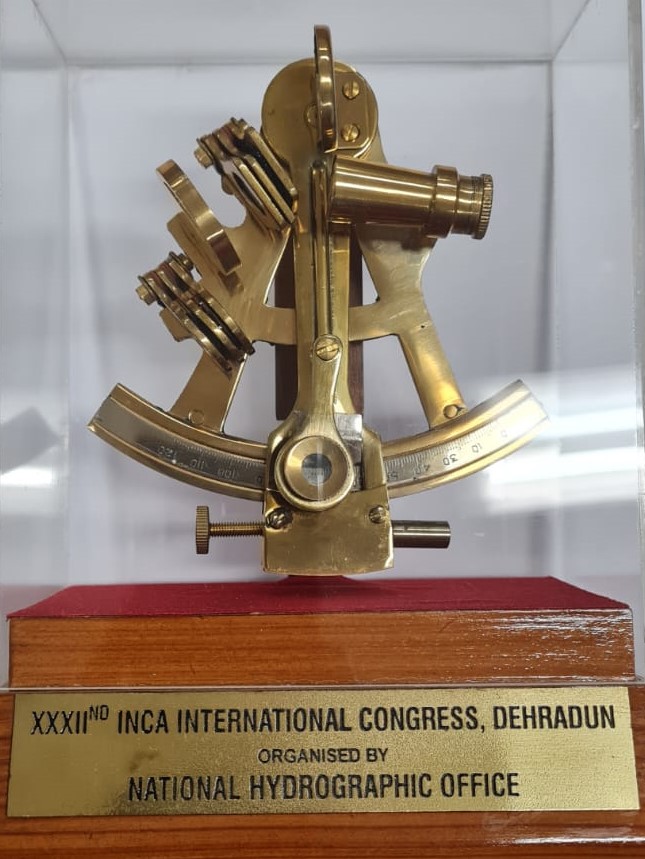 XXXIIND INCA INTERNATIONAL CONGRESS, DEHRADUN
ORGANISED BY
NATIONAL HYDROGRAPHIC OFFICE